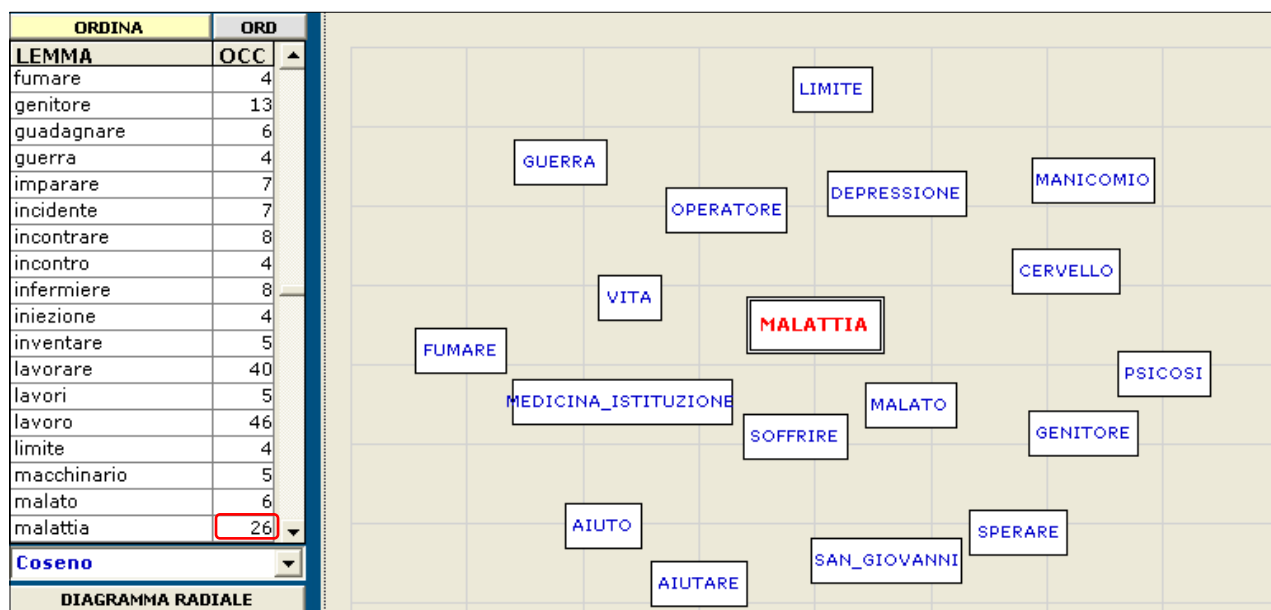 ORDINA ORD
LEMMA OCC
fumare 4
genitore 13
guadagnare 6
guerra 4
imparare 7
incidente 7
incontrare 8
incontro 4
infermiere 8
iniezione 4
inventare 5
lavorare 40
lavori 5
lavoro 46
limite 4
macchinario 5
malato 6
malattia 26
Coseno
DIAGRAMMA RADIALE
LIMITE
GUERRA
MANICOMIO
DEPRESSIONE
OPERATORE
CERVELLO
VITA
MALATTIA
FUMARE
PSICOSI
MEDICINA_ISTITUZIONE
MALATO
SOFFRIRE
GENITORE
AIUTO
SPERARE
SAN_GIOVANNI
AIUTARE